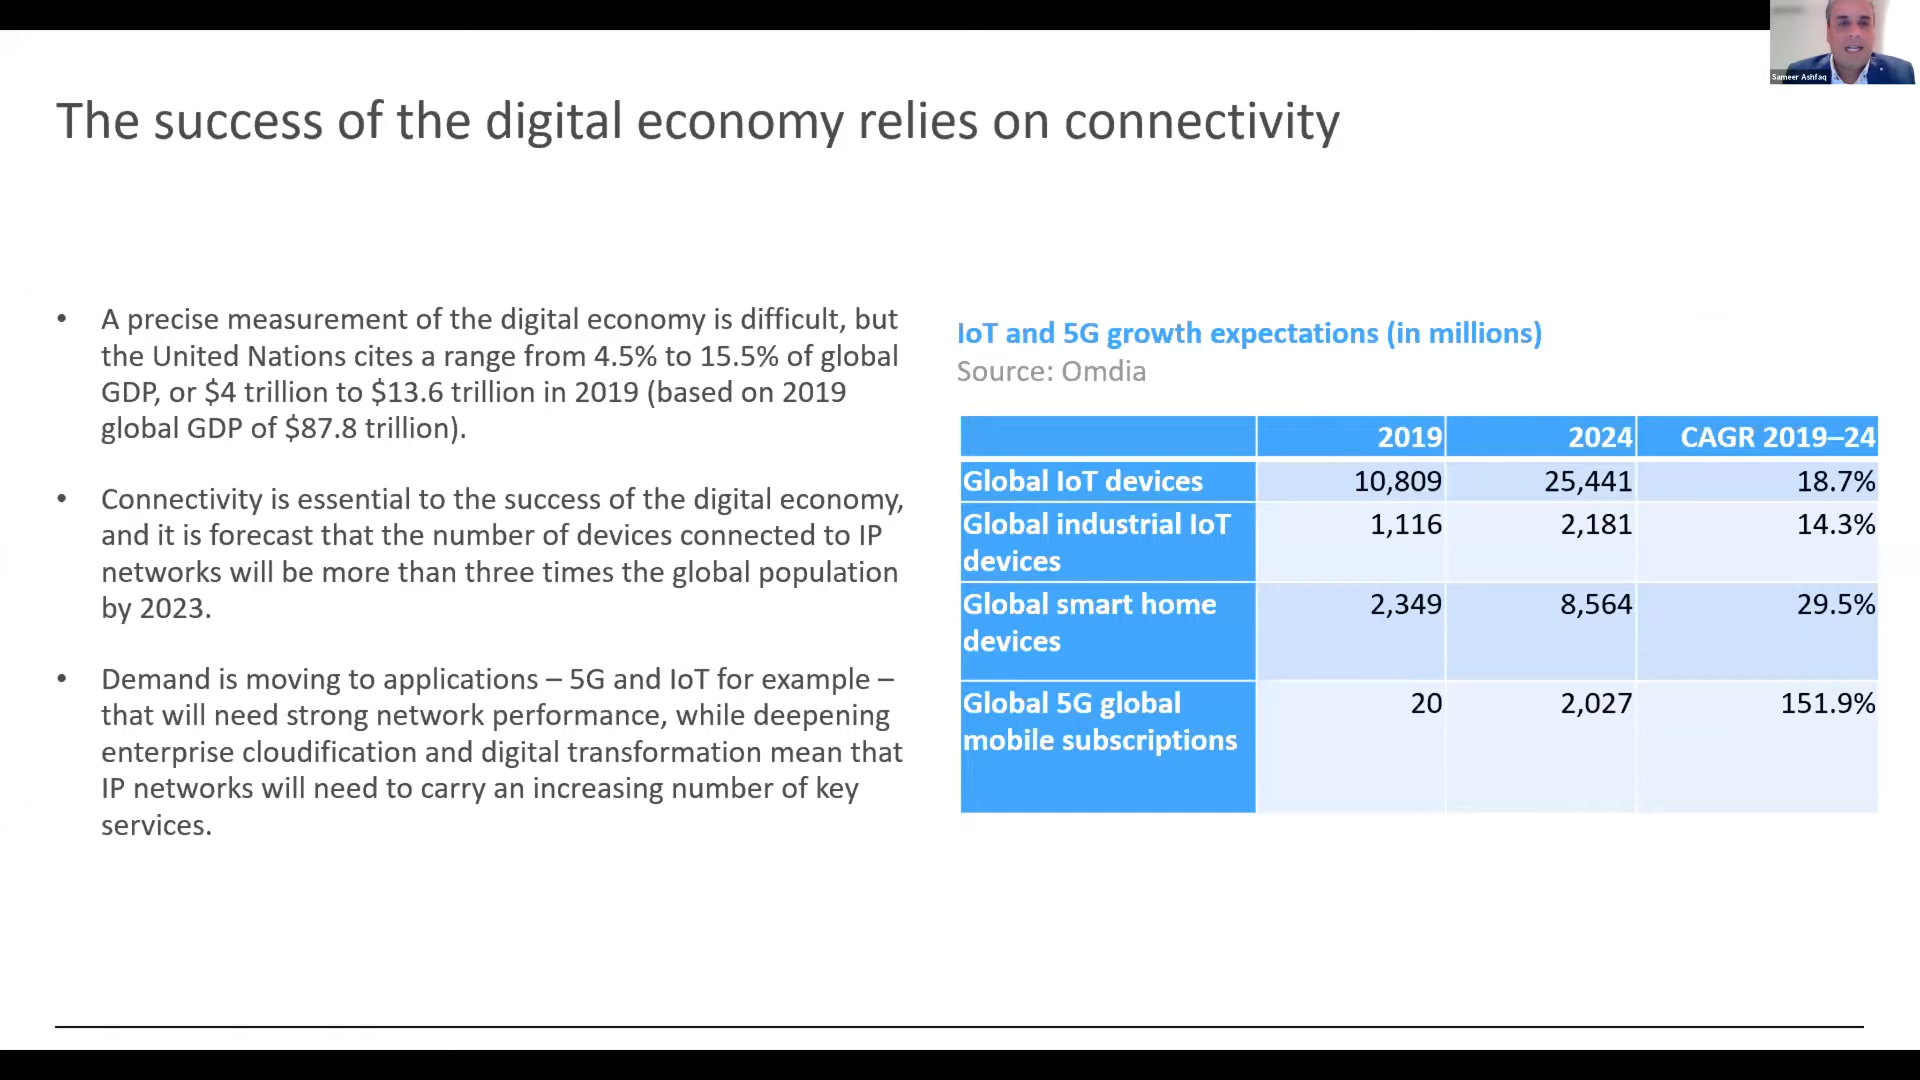 Sameer Ashfaq
The success of the digital economy relies on connectivity
• A precise measurement of the digital economy is difficult, but
the United Nations cites a range from 4.5% to 15.5% of global
GDP, or $4 trillion to $13.6 trillion in 2019 (based on 2019
global GDP of $87.8 trillion).
• Connectivity is essential to the success of the digital economy,
and it is forecast that the number of devices connected to IP
networks will be more than three times the global population
by 2023.
• Demand is moving to applications – 5G and IoT for example –
that will need strong network performance, while deepening
enterprise cloudification and digital transformation mean that
IP networks will need to carry an increasing number of key
services.
IoT and 5G growth expectations (in millions)
Source: Omdia
2019 2024 CAGR 2019–24
Global IoT devices 10,809 25,441 18.7%
Global industrial IoT 1,116 2,181 14.3%
devices
Global smart home 2,349 8,564 29.5%
devices
Global 5G global 20 2,027 151.9%
mobile subscriptions